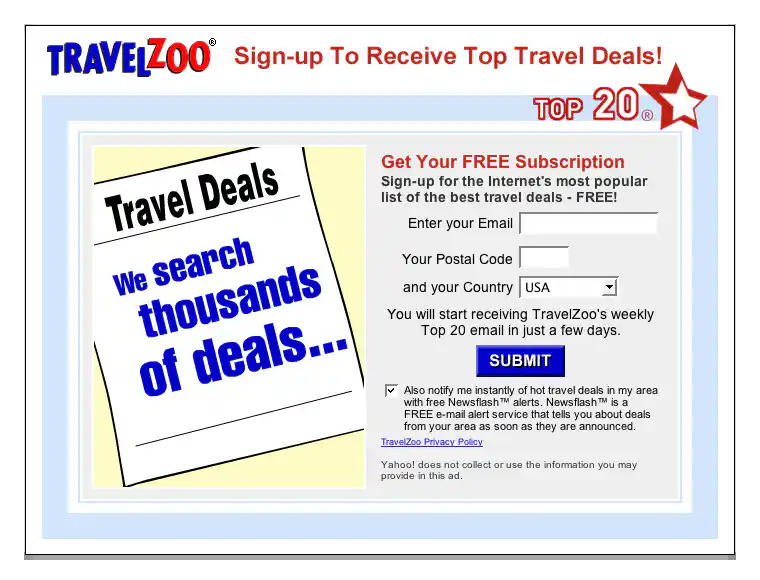 TRAVELZOO® Sign-up To Receive Top Travel Deals!
TOP 20®
Travel Deals
We search
thousands
of deals...
Get Your FREE Subscription
Sign-up for the Internet's most popular
list of the best travel deals - FREE!
Enter your Email
Your Postal Code
and your Country USA
You will start receiving TravelZoo's weekly
Top 20 email in just a few days.
SUBMIT
Also notify me instantly of hot travel deals in my area
with free Newsflash™ alerts. Newsflash™ is a
FREE e-mail alert service that tells you about deals
from your area as soon as they are announced.
TravelZoo Privacy Policy
Yahoo! does not collect or use the information you may
provide in this ad.